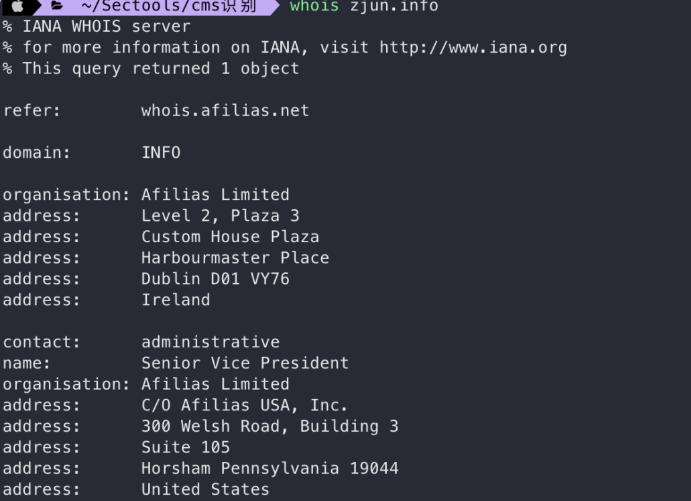 ~/Sectools/cms识别 whois zjun.info
% IANA WHOIS server
% for more information on IANA, visit http://www.iana.org
% This query returned 1 object
refer: whois.afilias.net
domain: INFO
organisation: Afilias Limited
address: Level 2, Plaza 3
address: Custom House Plaza
address: Harbourmaster Place
address: Dublin D01 VY76
address: Ireland
contact: administrative
name: Senior Vice President
organisation: Afilias Limited
address: C/O Afilias USA, Inc.
address: 300 Welsh Road, Building 3
address: Suite 105
address: Horsham Pennsylvania 19044
address: United States